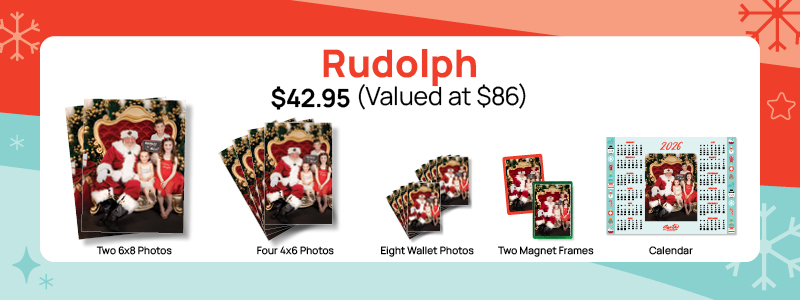 Rudolph
$42.95 (Valued at $86)
2026
Two 6x8 Photos
Four 4x6 Photos
Eight Wallet Photos
Two Magnet Frames
Calendar